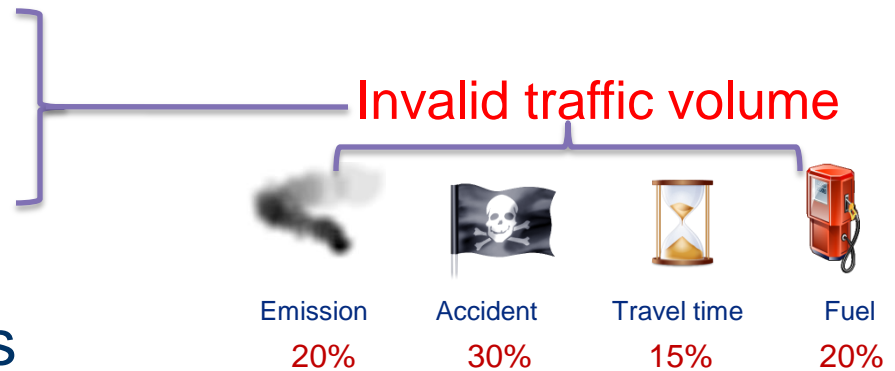 Invalid traffic volume
Emission Accident Travel time Fuel
s
20% 30% 15% 20%